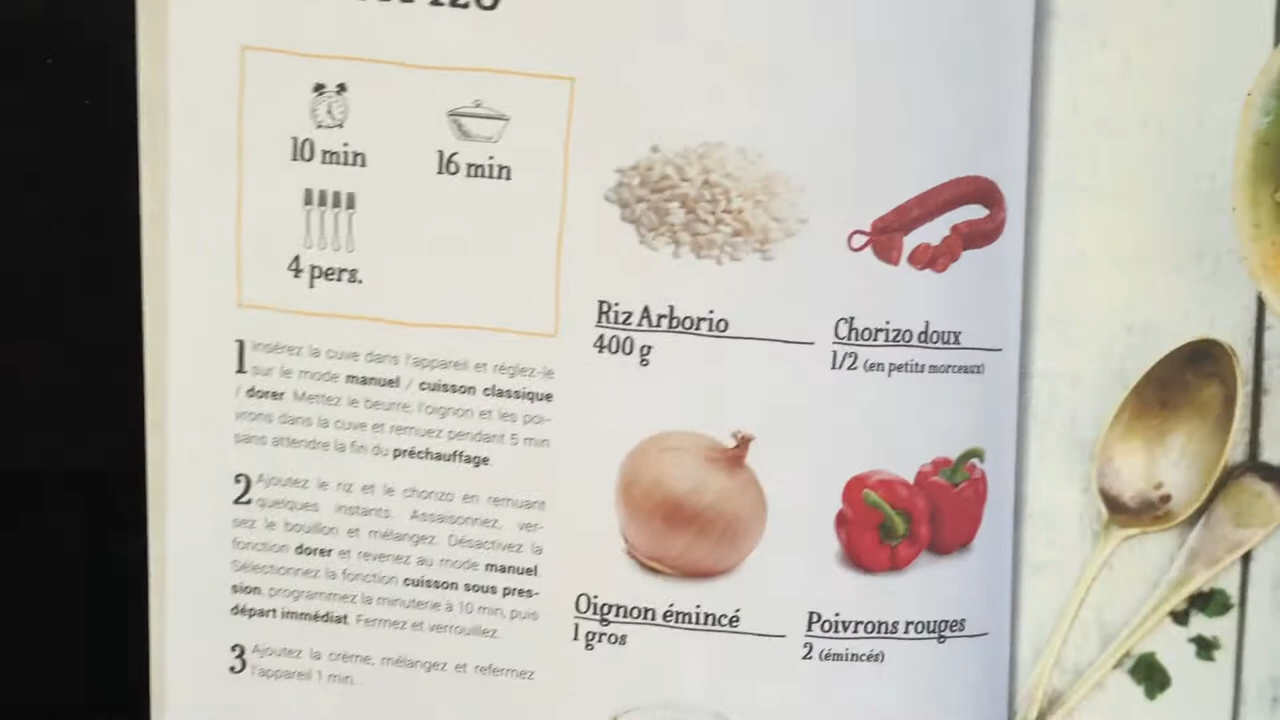 10 min
16 min
4 pers.
1 Insérez la cuve dans l'appareil et réglez-le
sur le mode manuel / cuisson classique
/ dorer. Mettez le beurre, l'oignon et les poi-
vrons dans la cuve et remuez pendant 5 min
sans attendre la fin du préchauffage.
2 Ajoutez le riz et le chorizo en remuant
quelques instants. Assaisonnez, ver-
sez le bouillon et mélangez. Désactivez la
fonction dorer et revenez au mode manuel.
Sélectionnez la fonction cuisson sous pres-
sion, programmez la minuterie à 10 min, puis
départ immédiat. Fermez et verrouillez.
3 Ajoutez la crème, mélangez et refermez
l'appareil 1 min.
Riz Arborio
400 g
Chorizo doux
1/2 (en petits morceaux)
Oignon émincé
1 gros
Poivrons rouges
2 (émincés)